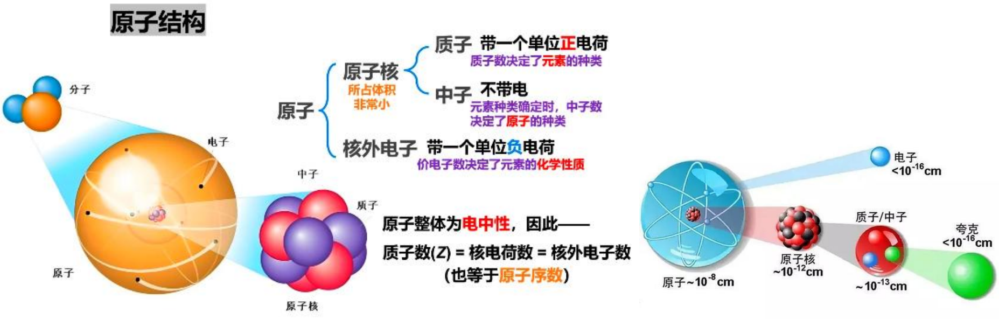 原子结构
分子
电子
原子
中子
质子
原子核
原子
原子核
所占体积
非常小
质子 带一个单位正电荷
质子数决定了元素的种类
中子 不带电
元素种类确定时，中子数
决定了原子的种类
核外电子 带一个单位负电荷
价电子数决定了元素的化学性质
原子整体为电中性，因此——
质子数(Z) = 核电荷数 = 核外电子数
(也等于原子序数)
电子
<10⁻¹⁶cm
原子~10⁻⁸cm
原子核
~10⁻¹²cm
质子/中子
~10⁻¹³cm
夸克
<10⁻¹⁶cm